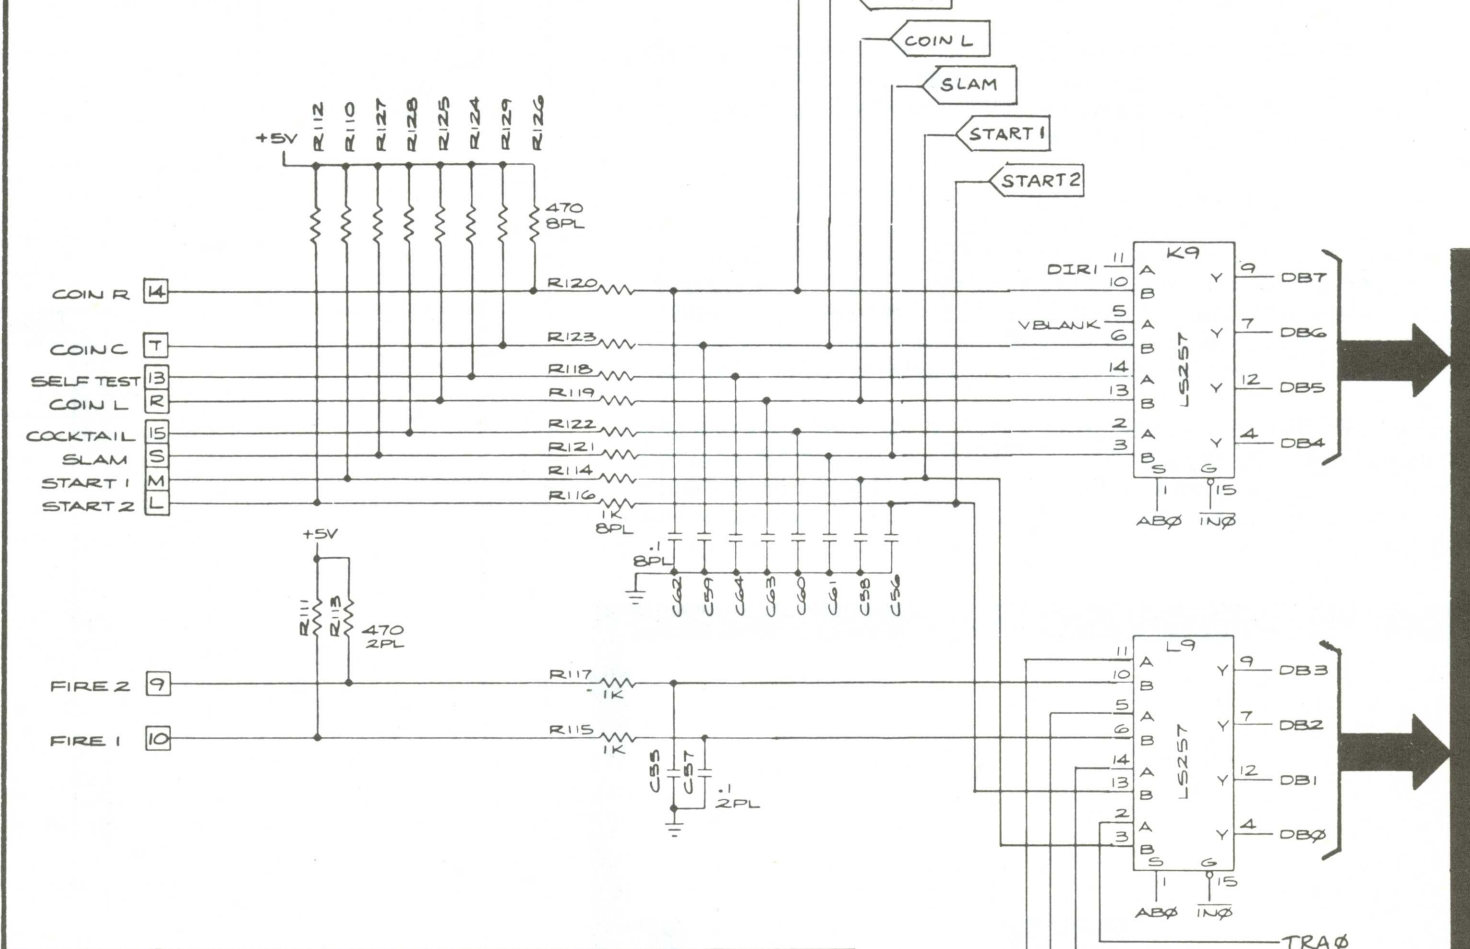 COIN L
SLAM
START 1
START 2
+5V
R112
R110
R127
R128
R125
R124
R129
R126
470
8PL
COIN R 14
R120
COIN C T
R123
SELF TEST 13
R118
COIN L R
R119
COCKTAIL 15
R122
SLAM S
R121
START 1 M
R114
START 2 L
R116
1K
8PL
.1
8PL
C62
C59
C64
C63
C60
C61
C58
C56
K9
LS257
DIR1 11 A
10 B
VBLANK 5 A
6 B
14 A
13 B
2 A
3 B
Y 9 DB7
Y 7 DB6
Y 12 DB5
Y 4 DB4
S G
1 15
ABØ INØ
+5V
R111
R113
470
2PL
FIRE 2 9
R117
1K
FIRE 1 10
R115
1K
C55
C57
.1
2PL
L9
LS257
11 A
10 B
5 A
6 B
14 A
13 B
2 A
3 B
Y 9 DB3
Y 7 DB2
Y 12 DB1
Y 4 DBØ
S G
1 15
ABØ INØ
TRAØ